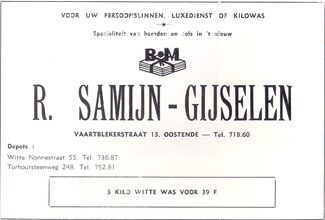 VOOR UW PERSOONSLINNEN, LUXEDIENST OF KILOWAS
Specialiteit van hemden en cols in 't nieuw
B M
R. SAMIJN - GIJSELEN
VAARTBLEKERSTRAAT 13, OOSTENDE — Tel. 718.60
Depots :
Witte Nonnestraat 55. Tel. 736.87
Torhoutsteenweg 248. Tel. 752.81
3 KILO WITTE WAS VOOR 39 F